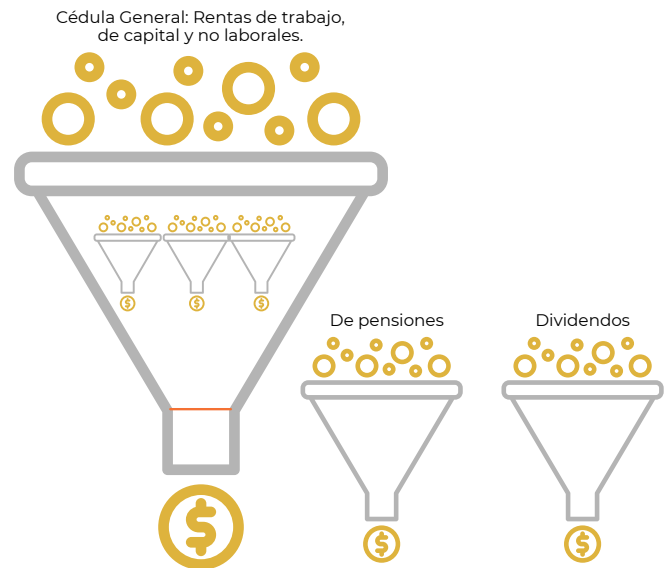 Cédula General: Rentas de trabajo,
de capital y no laborales.
$ $ $
De pensiones
Dividendos
$
$
$